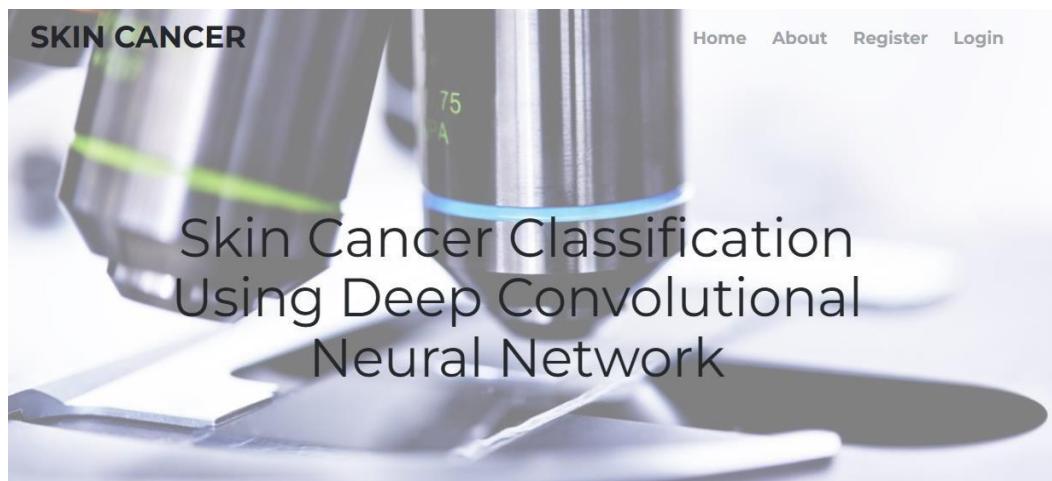 SKIN CANCER
Home About Register Login
75
Skin Cancer Classification
Using Deep Convolutional
Neural Network